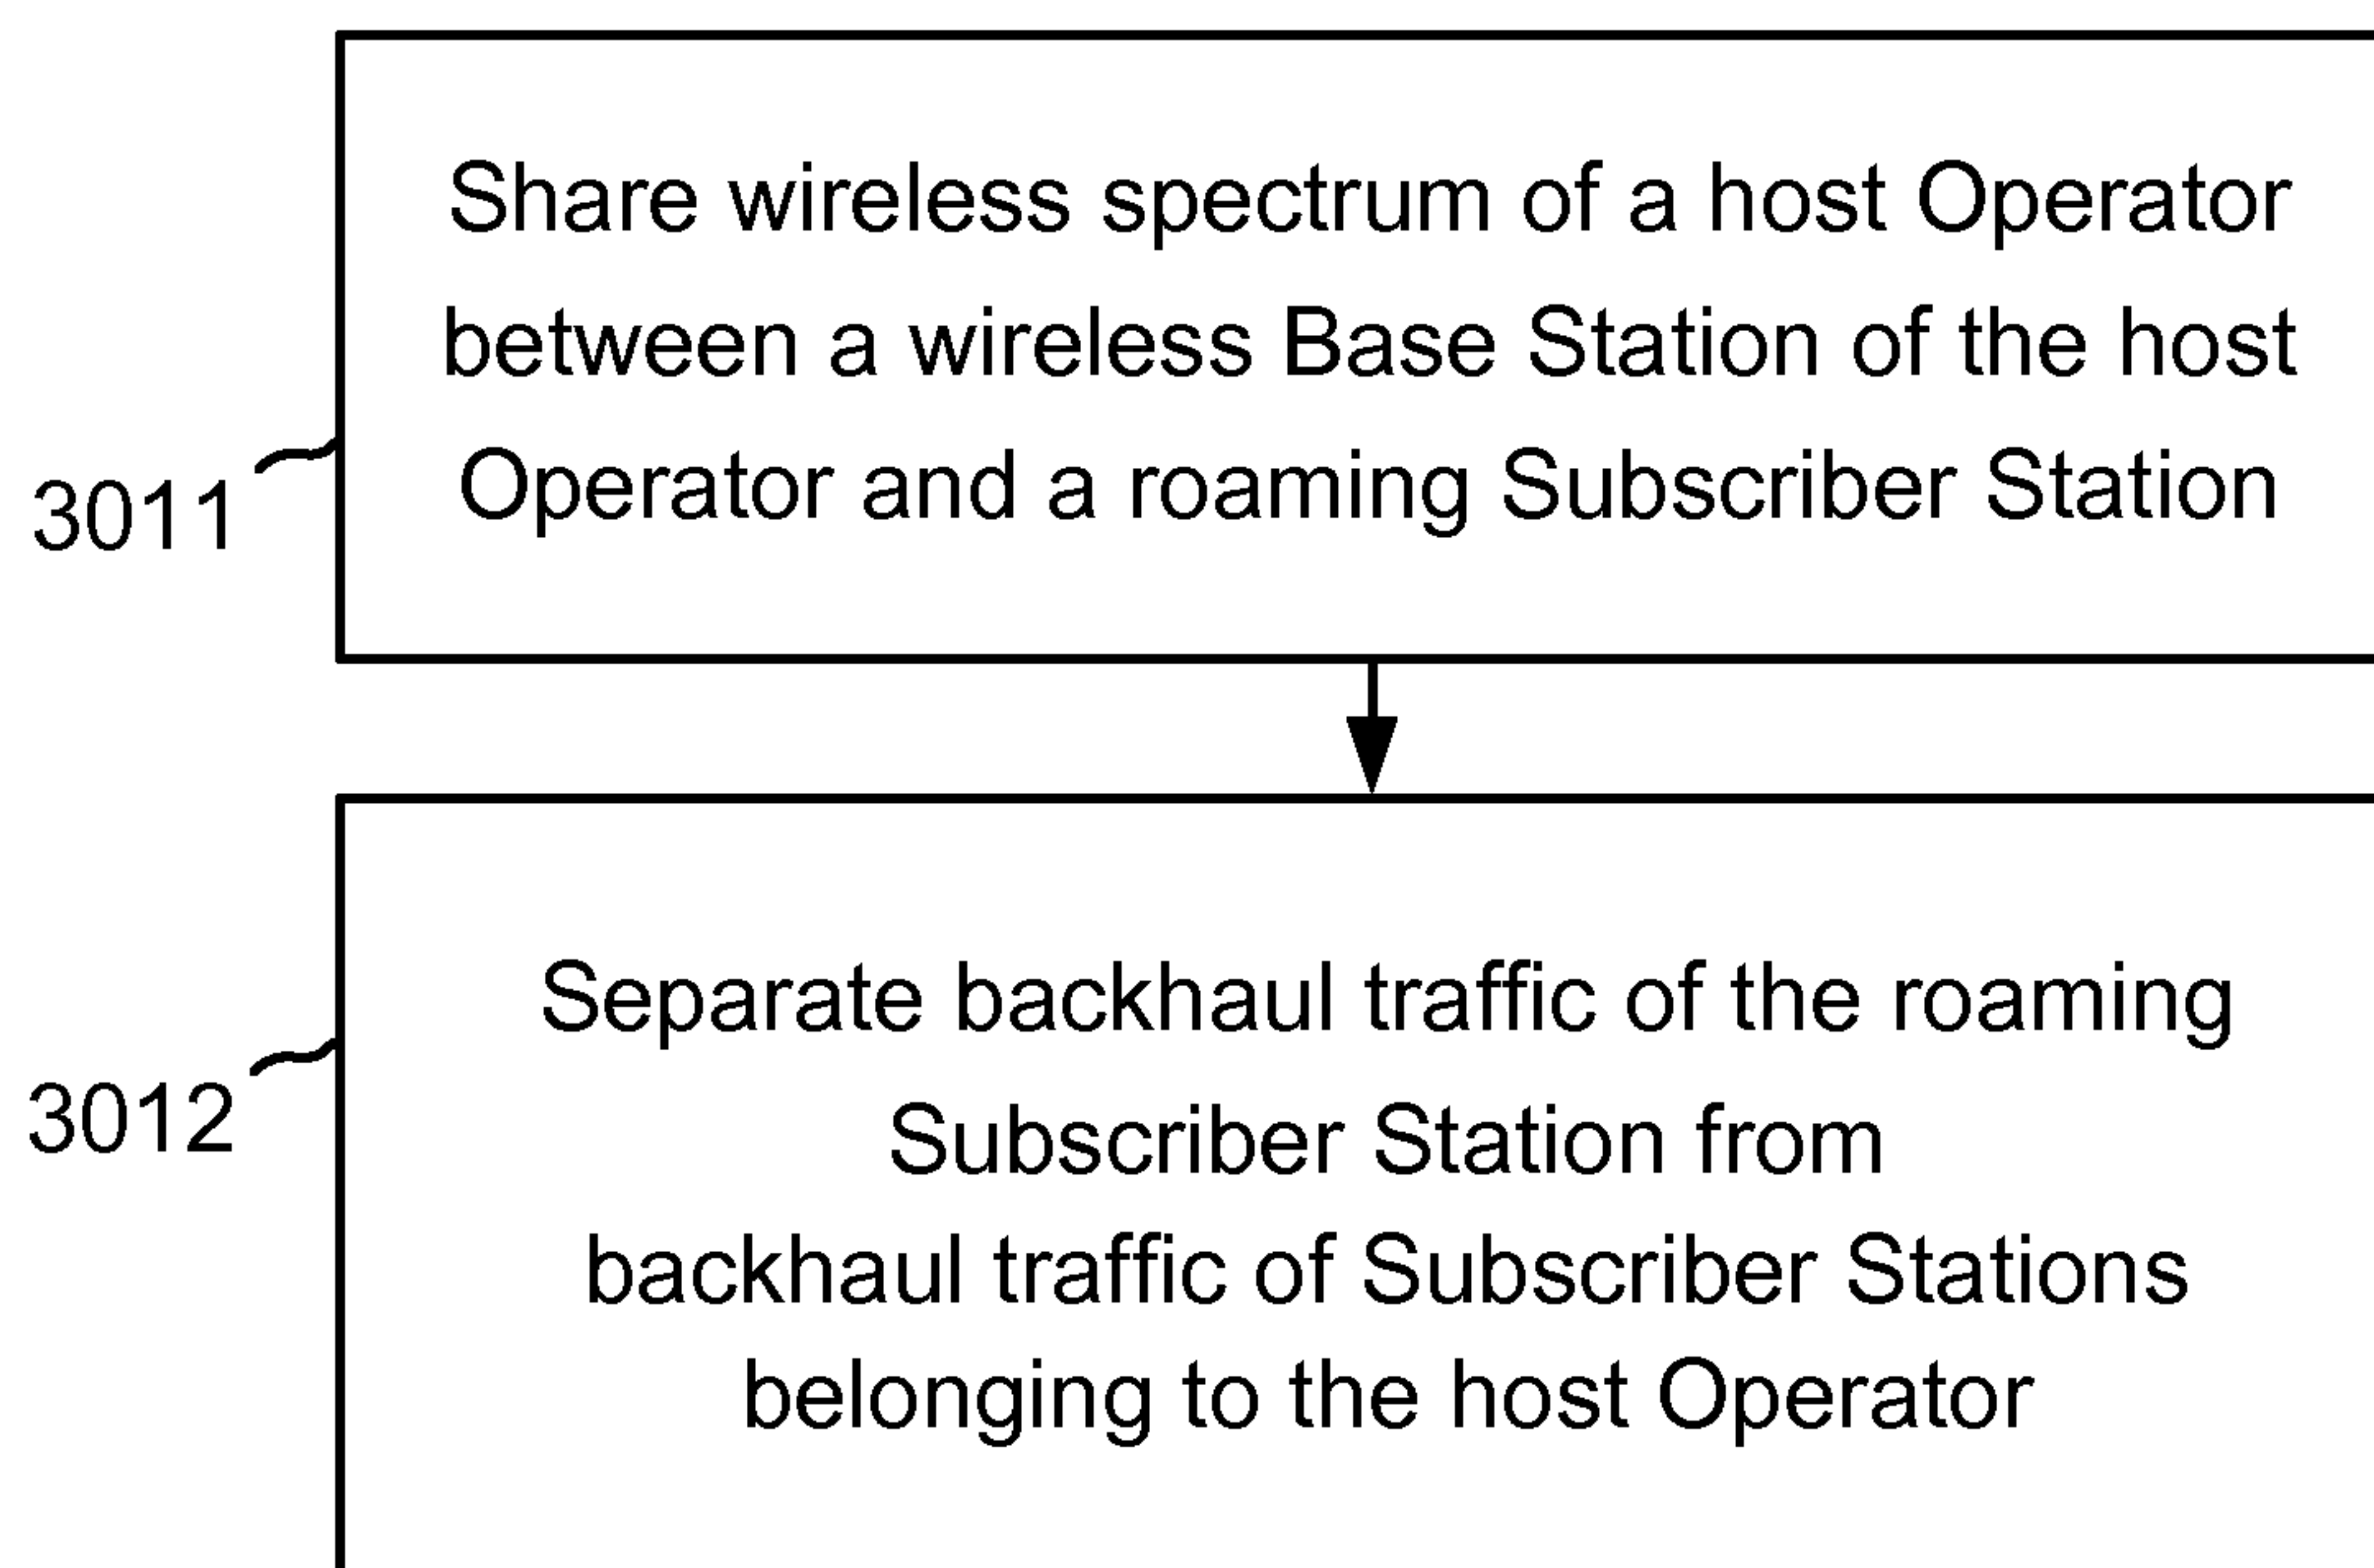 Share wireless spectrum of a host Operator
between a wireless Base Station of the host
Operator and a roaming Subscriber Station
3011
Separate backhaul traffic of the roaming
Subscriber Station from
backhaul traffic of Subscriber Stations
belonging to the host Operator
3012